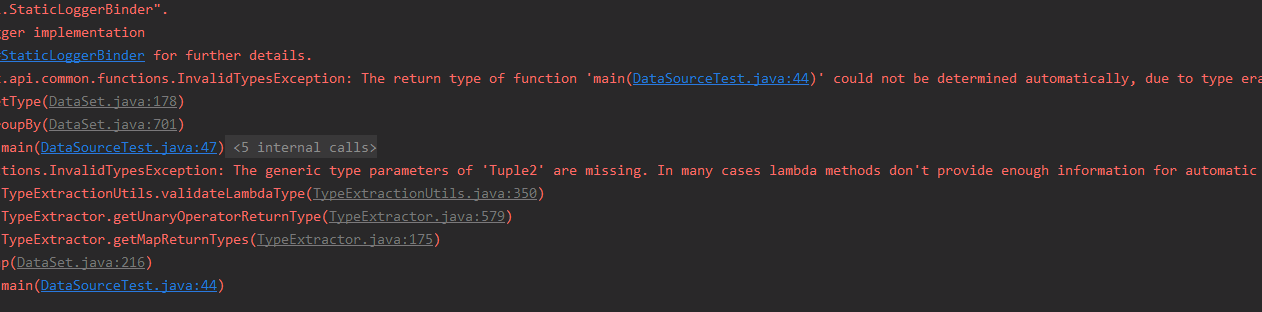 .StaticLoggerBinder".
gger implementation
StaticLoggerBinder for further details.
.api.common.functions.InvalidTypesException: The return type of function 'main(DataSourceTest.java:44)' could not be determined automatically, due to type era
etType(DataSet.java:178)
roupBy(DataSet.java:701)
main(DataSourceTest.java:47) <5 internal calls>
tions.InvalidTypesException: The generic type parameters of 'Tuple2' are missing. In many cases lambda methods don't provide enough information for automatic
TypeExtractionUtils.validateLambdaType(TypeExtractionUtils.java:350)
TypeExtractor.getUnaryOperatorReturnType(TypeExtractor.java:579)
TypeExtractor.getMapReturnTypes(TypeExtractor.java:175)
p(DataSet.java:216)
main(DataSourceTest.java:44)